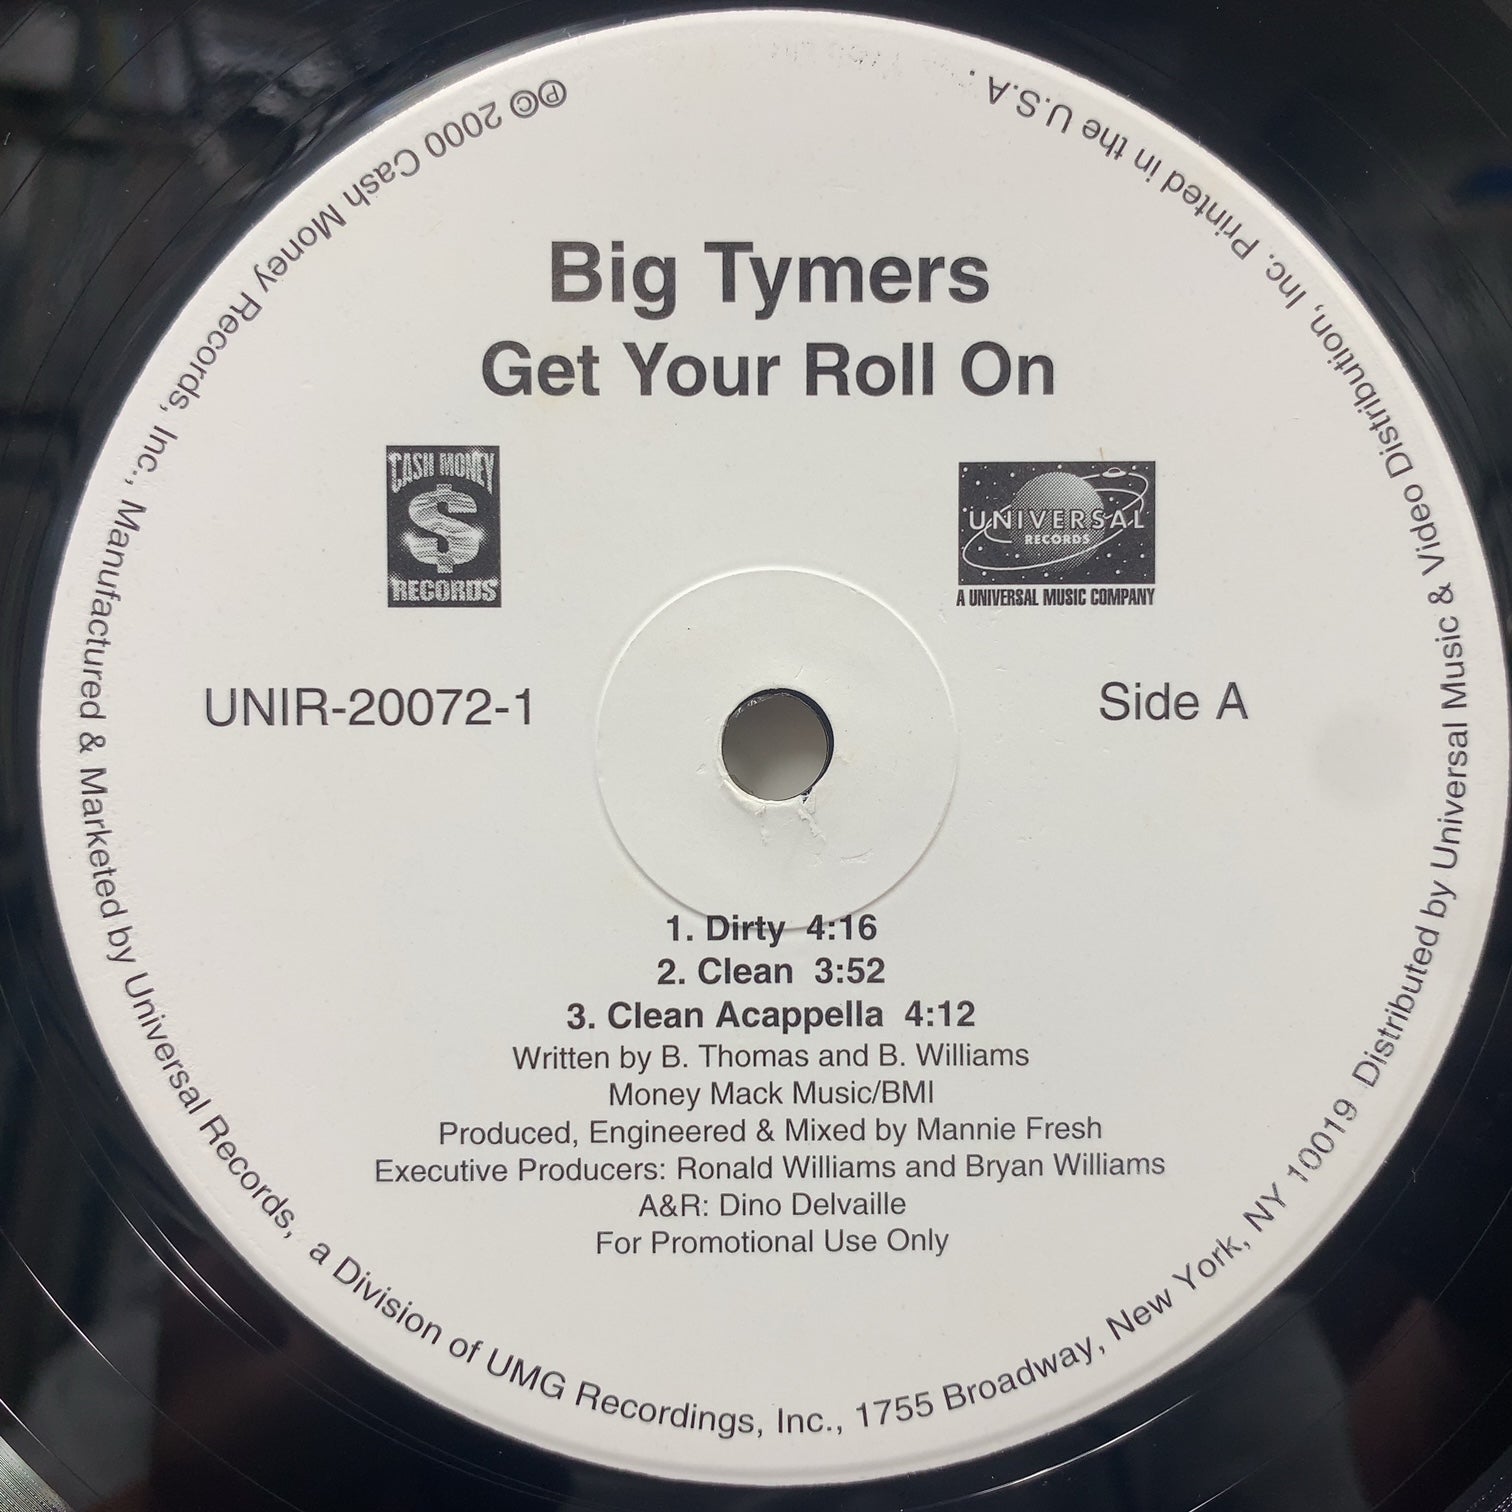 Big Tymers
Get Your Roll On
CASH MONEY
$
RECORDS
UNIVERSAL
RECORDS
A UNIVERSAL MUSIC COMPANY
UNIR-20072-1
Side A
1. Dirty 4:16
2. Clean 3:52
3. Clean Acappella 4:12
Written by B. Thomas and B. Williams
Money Mack Music/BMI
Produced, Engineered & Mixed by Mannie Fresh
Executive Producers: Ronald Williams and Bryan Williams
A&R: Dino Delvaille
For Promotional Use Only
℗© 2000 Cash Money Records, Inc., Manufactured & Marketed by Universal Records, a Division of UMG Recordings, Inc., 1755 Broadway, New York, NY 10019 Distributed by Universal Music & Video Distribution, Inc. Printed in the U.S.A.